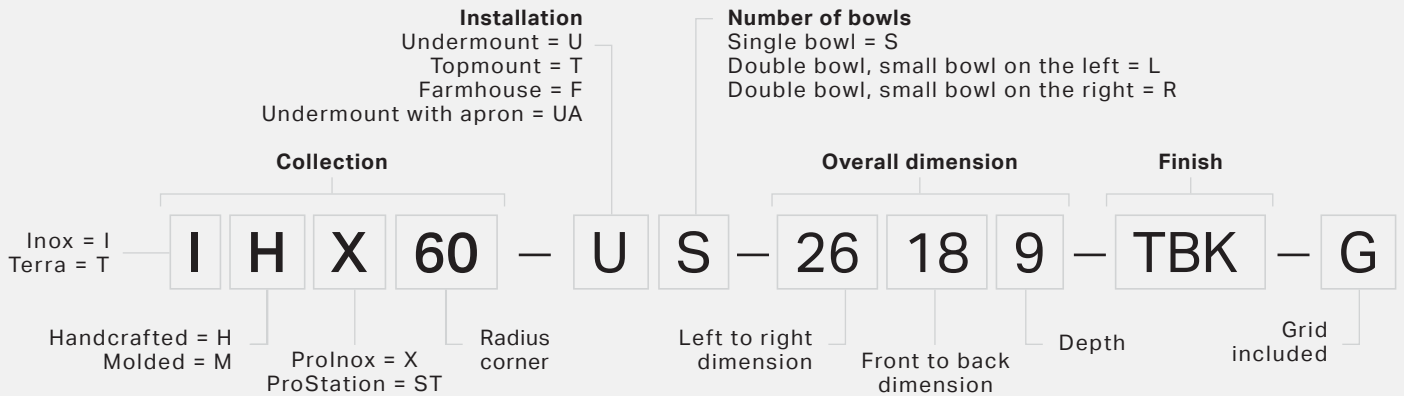 Installation
Undermount = U
Topmount = T
Farmhouse = F
Undermount with apron = UA
Number of bowls
Single bowl = S
Double bowl, small bowl on the left = L
Double bowl, small bowl on the right = R
Collection
Overall dimension
Finish
Inox = I
Terra = T
I H X 60 — U S — 26 18 9 — TBK — G
Handcrafted = H
Molded = M
ProInox = X
ProStation = ST
Radius
corner
Left to right
dimension
Front to back
dimension
Depth
Grid
included